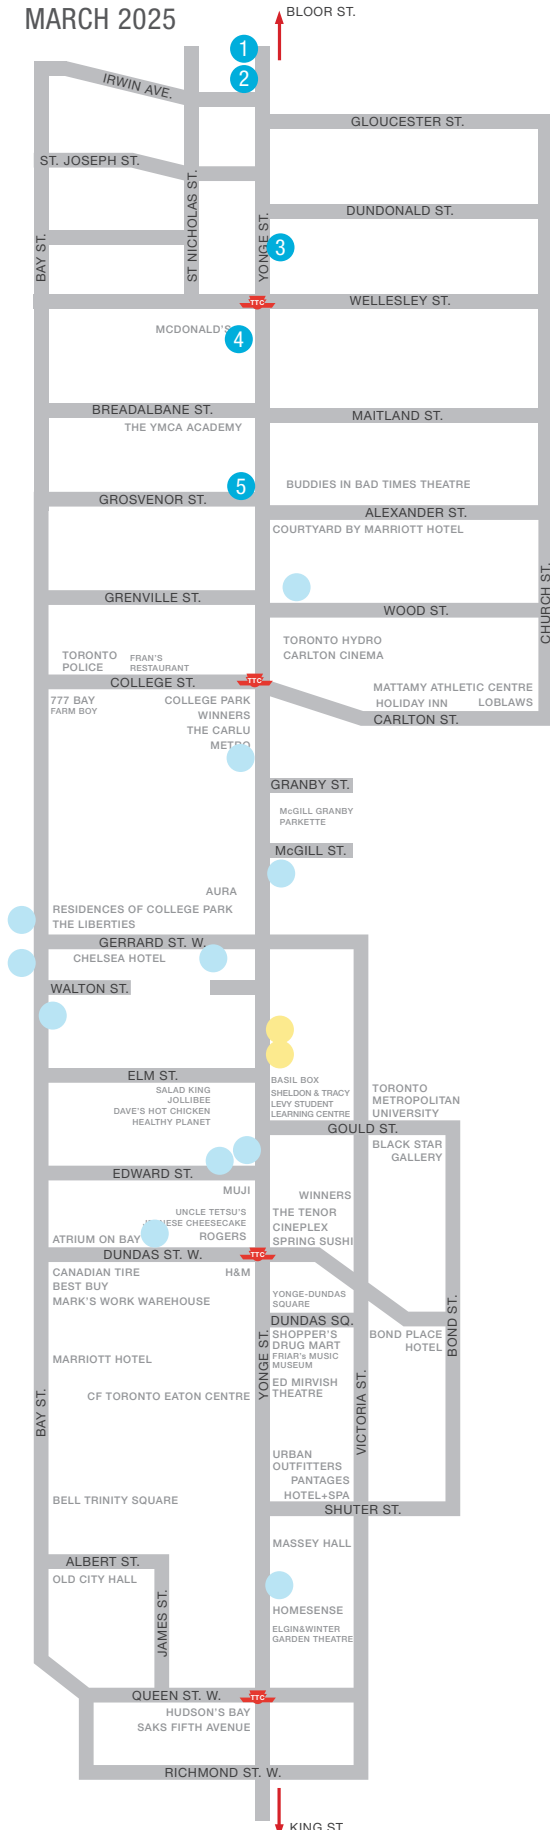 MARCH 2025
BLOOR ST.
1
2
IRWIN AVE.
GLOUCESTER ST.
ST. JOSEPH ST.
ST NICHOLAS ST.
DUNDONALD ST.
BAY ST.
YONGE ST.
3
TTC
WELLESLEY ST.
MCDONALD'S
4
BREADALBANE ST.
MAITLAND ST.
THE YMCA ACADEMY
5
BUDDIES IN BAD TIMES THEATRE
GROSVENOR ST.
ALEXANDER ST.
COURTYARD BY MARRIOTT HOTEL
CHURCH ST.
GRENVILLE ST.
WOOD ST.
TORONTO HYDRO
CARLTON CINEMA
TORONTO
POLICE
FRAN'S
RESTAURANT
COLLEGE ST.
TTC
MATTAMY ATHLETIC CENTRE
HOLIDAY INN
LOBLAWS
CARLTON ST.
777 BAY
FARM BOY
COLLEGE PARK
WINNERS
THE CARLU
METRO
GRANBY ST.
McGILL GRANBY
PARKETTE
McGILL ST.
AURA
RESIDENCES OF COLLEGE PARK
THE LIBERTIES
GERRARD ST. W.
CHELSEA HOTEL
WALTON ST.
ELM ST.
BASIL BOX
SHELDON & TRACY
LEVY STUDENT
LEARNING CENTRE
TORONTO
METROPOLITAN
UNIVERSITY
SALAD KING
JOLLIBEE
DAVE'S HOT CHICKEN
HEALTHY PLANET
GOULD ST.
BLACK STAR
GALLERY
EDWARD ST.
MUJI
WINNERS
UNCLE TETSU'S
NESE CHEESECAKE
ROGERS
THE TENOR
CINEPLEX
SPRING SUSHI
ATRIUM ON BAY
DUNDAS ST. W.
TTC
CANADIAN TIRE
BEST BUY
MARK'S WORK WAREHOUSE
H&M
YONGE-DUNDAS
SQUARE
DUNDAS SQ.
BOND ST.
SHOPPER'S
DRUG MART
FRIAR's MUSIC
MUSEUM
BOND PLACE
HOTEL
MARRIOTT HOTEL
YONGE ST.
ED MIRVISH
THEATRE
CF TORONTO EATON CENTRE
BAY ST.
VICTORIA ST.
URBAN
OUTFITTERS
PANTAGES
HOTEL+SPA
BELL TRINITY SQUARE
SHUTER ST.
MASSEY HALL
ALBERT ST.
OLD CITY HALL
JAMES ST.
HOMESENSE
ELGIN&WINTER
GARDEN THEATRE
QUEEN ST. W.
TTC
HUDSON'S BAY
SAKS FIFTH AVENUE
RICHMOND ST. W.
KING ST.